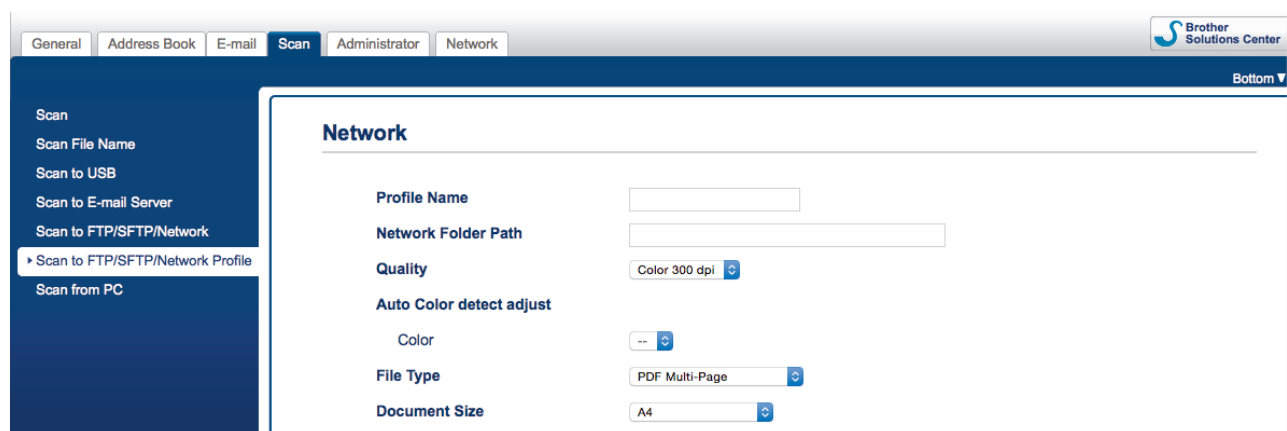 General Address Book E-mail Scan Administrator Network
Brother
Solutions Center
Bottom▼
Scan
Scan File Name
Scan to USB
Scan to E-mail Server
Scan to FTP/SFTP/Network
Scan to FTP/SFTP/Network Profile
Scan from PC
Network
Profile Name
Network Folder Path
Quality Color 300 dpi
Auto Color detect adjust
Color --
File Type PDF Multi-Page
Document Size A4